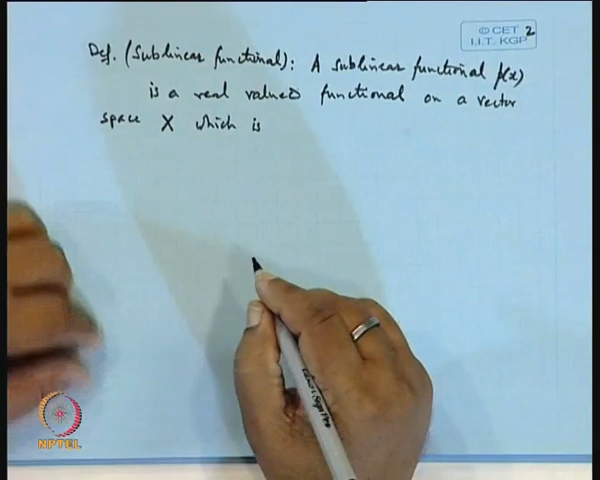 © CET
I.I.T. KGP
2
Def. (Sublinear functional): A sublinear functional p(x)
is a real valued functional on a vector
space X which is
NPTEL